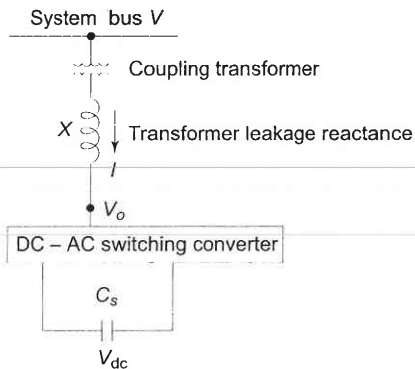 System bus V
Coupling transformer
X
Transformer leakage reactance
I
Vo
DC – AC switching converter
Cs
Vdc